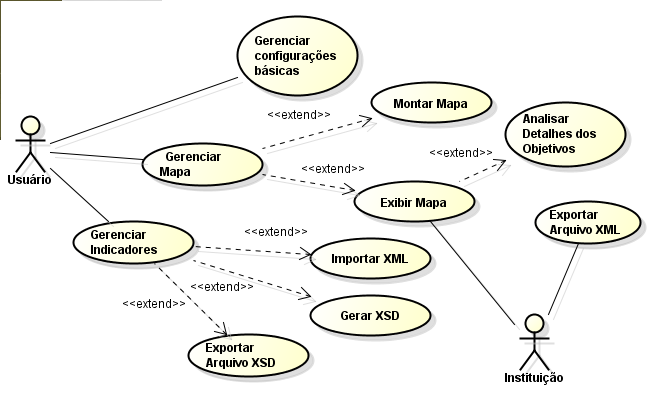 Gerenciar
configurações
básicas
<<extend>>
Montar Mapa
Analisar
Detalhes dos
Objetivos
<<extend>>
Usuário
Gerenciar
Mapa
<<extend>>
Exibir Mapa
Gerenciar
Indicadores
<<extend>>
Importar XML
Exportar
Arquivo XML
<<extend>>
Gerar XSD
<<extend>>
Exportar
Arquivo XSD
Instituição